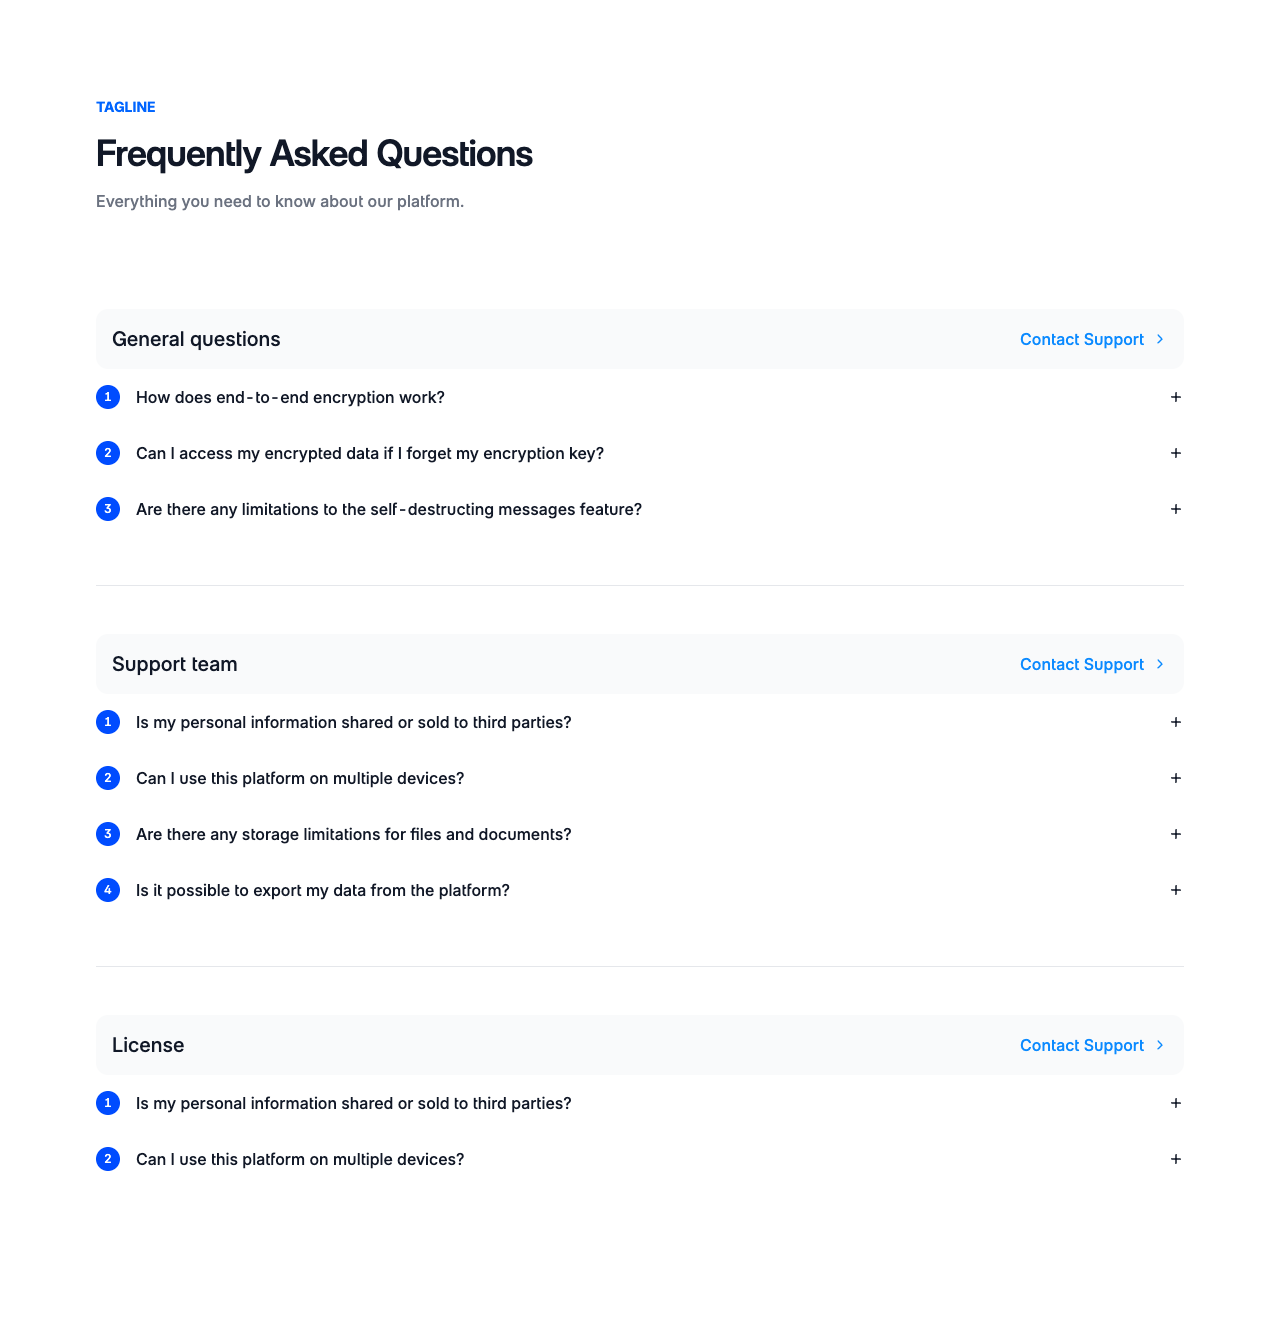 TAGLINE
Frequently Asked Questions
Everything you need to know about our platform.
General questions
Contact Support
1 How does end-to-end encryption work?
2 Can I access my encrypted data if I forget my encryption key?
3 Are there any limitations to the self-destructing messages feature?
Support team
Contact Support
1 Is my personal information shared or sold to third parties?
2 Can I use this platform on multiple devices?
3 Are there any storage limitations for files and documents?
4 Is it possible to export my data from the platform?
License
Contact Support
1 Is my personal information shared or sold to third parties?
2 Can I use this platform on multiple devices?